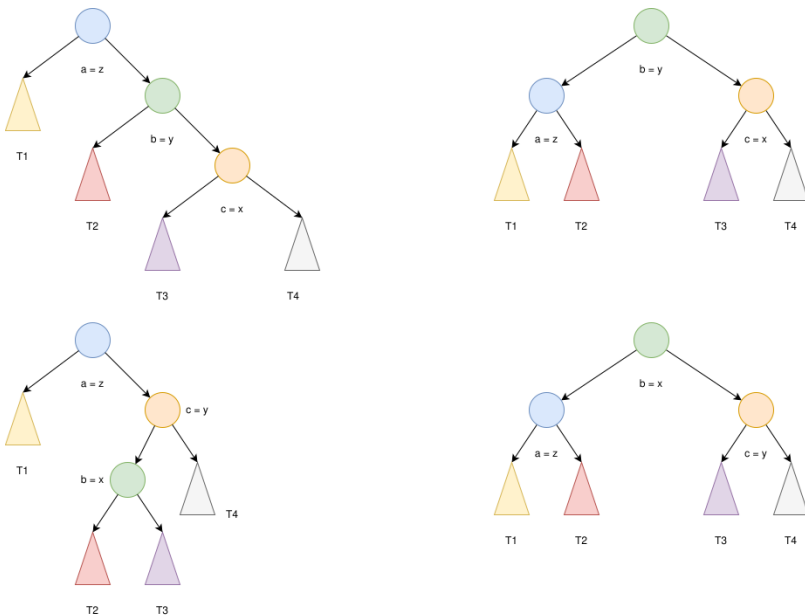 a = z
T1
b = y
T2
c = x
T3
T4
b = y
a = z
c = x
T1
T2
T3
T4
a = z
T1
c = y
b = x
T4
T2
T3
b = x
a = z
c = y
T1
T2
T3
T4